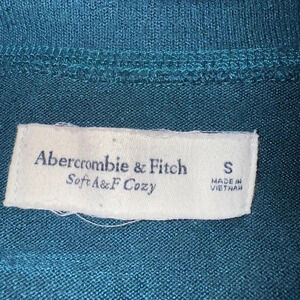 Abercrombie & Fitch
Soft A&F Cozy
S
MADE IN
VIETNAM